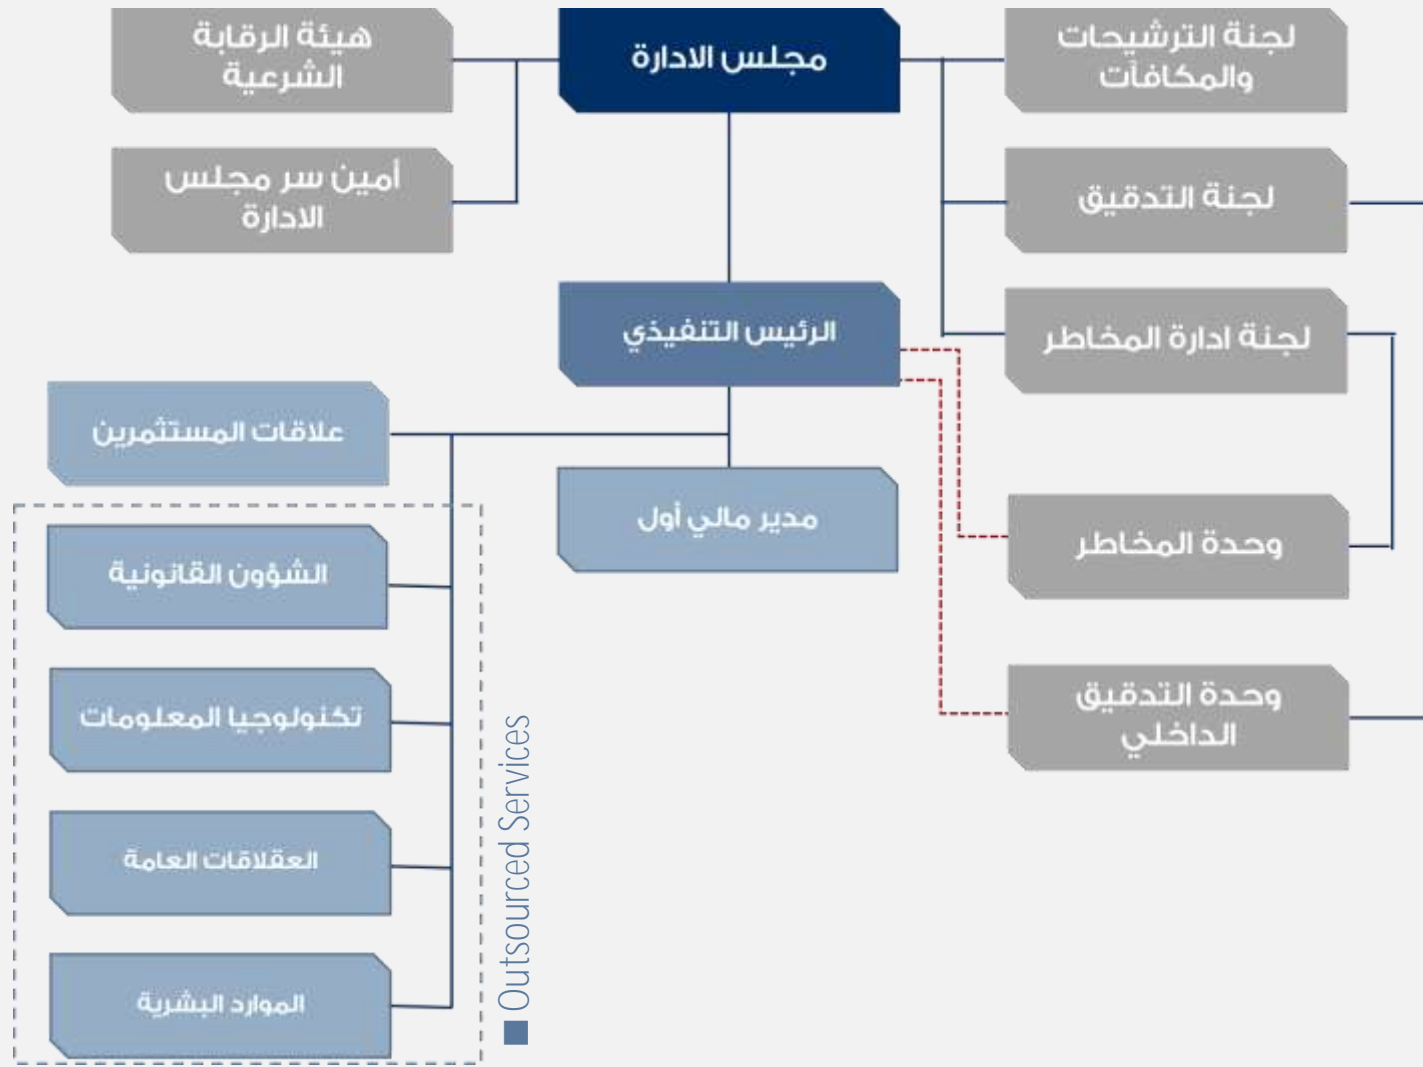 لجنة الترشيحات
والمكافآت
مجلس الادارة
هيئة الرقابة
الشرعية
لجنة التدقيق
أمين سر مجلس
الادارة
لجنة ادارة المخاطر
الرئيس التنفيذي
علاقات المستثمرين
مدير مالي أول
وحدة المخاطر
الشؤون القانونية
وحدة التدقيق
الداخلي
تكنولوجيا المعلومات
العقلاقات العامة
الموارد البشرية
Outsourced Services